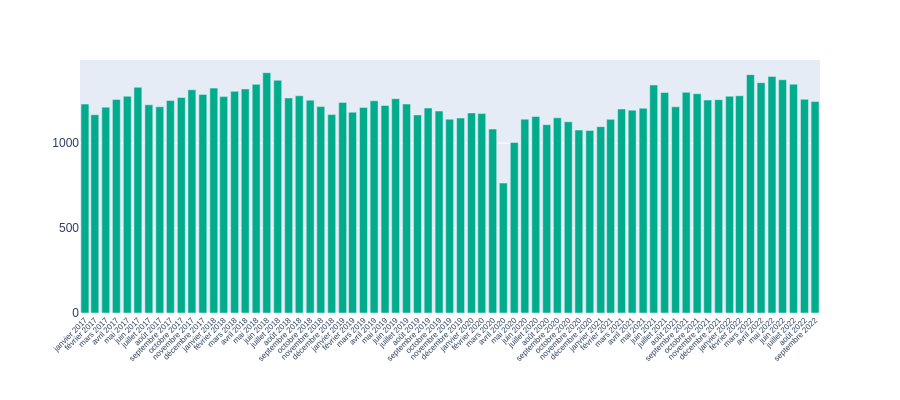 1000
500
0
janvier 2017
février 2017
mars 2017
avril 2017
mai 2017
juin 2017
juillet 2017
août 2017
septembre 2017
octobre 2017
novembre 2017
décembre 2017
janvier 2018
février 2018
mars 2018
avril 2018
mai 2018
juin 2018
juillet 2018
août 2018
septembre 2018
octobre 2018
novembre 2018
décembre 2018
janvier 2019
février 2019
mars 2019
avril 2019
mai 2019
juin 2019
juillet 2019
août 2019
septembre 2019
octobre 2019
novembre 2019
décembre 2019
janvier 2020
février 2020
mars 2020
avril 2020
mai 2020
juin 2020
juillet 2020
août 2020
septembre 2020
octobre 2020
novembre 2020
décembre 2020
janvier 2021
février 2021
mars 2021
avril 2021
mai 2021
juin 2021
juillet 2021
août 2021
septembre 2021
octobre 2021
novembre 2021
décembre 2021
janvier 2022
février 2022
mars 2022
avril 2022
mai 2022
juin 2022
juillet 2022
août 2022
septembre 2022